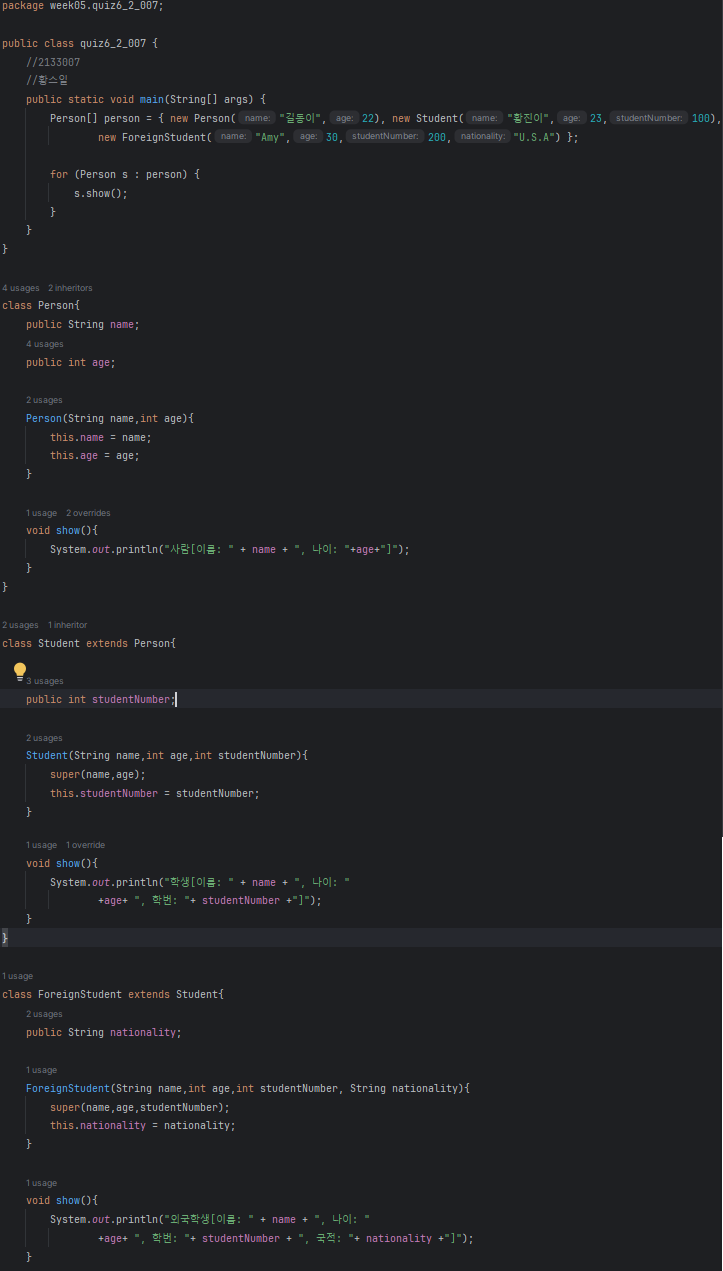 package week05.quiz6_2_007;
public class quiz6_2_007 {
//2133007
//황스일
public static void main(String[] args) {
Person[] person = { new Person( name: "길동이", age: 22), new Student( name: "황진이", age: 23, studentNumber: 100),
new ForeignStudent( name: "Amy", age: 30, studentNumber: 200, nationality: "U.S.A") };
for (Person s : person) {
s.show();
}
}
}
4 usages 2 inheritors
class Person{
public String name;
4 usages
public int age;
2 usages
Person(String name,int age){
this.name = name;
this.age = age;
}
1 usage 2 overrides
void show(){
System.out.println("사람[이름: " + name + ", 나이: "+age+"]");
}
}
2 usages 1 inheritor
class Student extends Person{
3 usages
public int studentNumber;
2 usages
Student(String name,int age,int studentNumber){
super(name,age);
this.studentNumber = studentNumber;
}
1 usage 1 override
void show(){
System.out.println("학생[이름: " + name + ", 나이: "
+age+ ", 학번: "+ studentNumber +"]");
}
}
1 usage
class ForeignStudent extends Student{
2 usages
public String nationality;
1 usage
ForeignStudent(String name,int age,int studentNumber, String nationality){
super(name,age,studentNumber);
this.nationality = nationality;
}
1 usage
void show(){
System.out.println("외국학생[이름: " + name + ", 나이: "
+age+ ", 학번: "+ studentNumber + ", 국적: "+ nationality +"]");
}